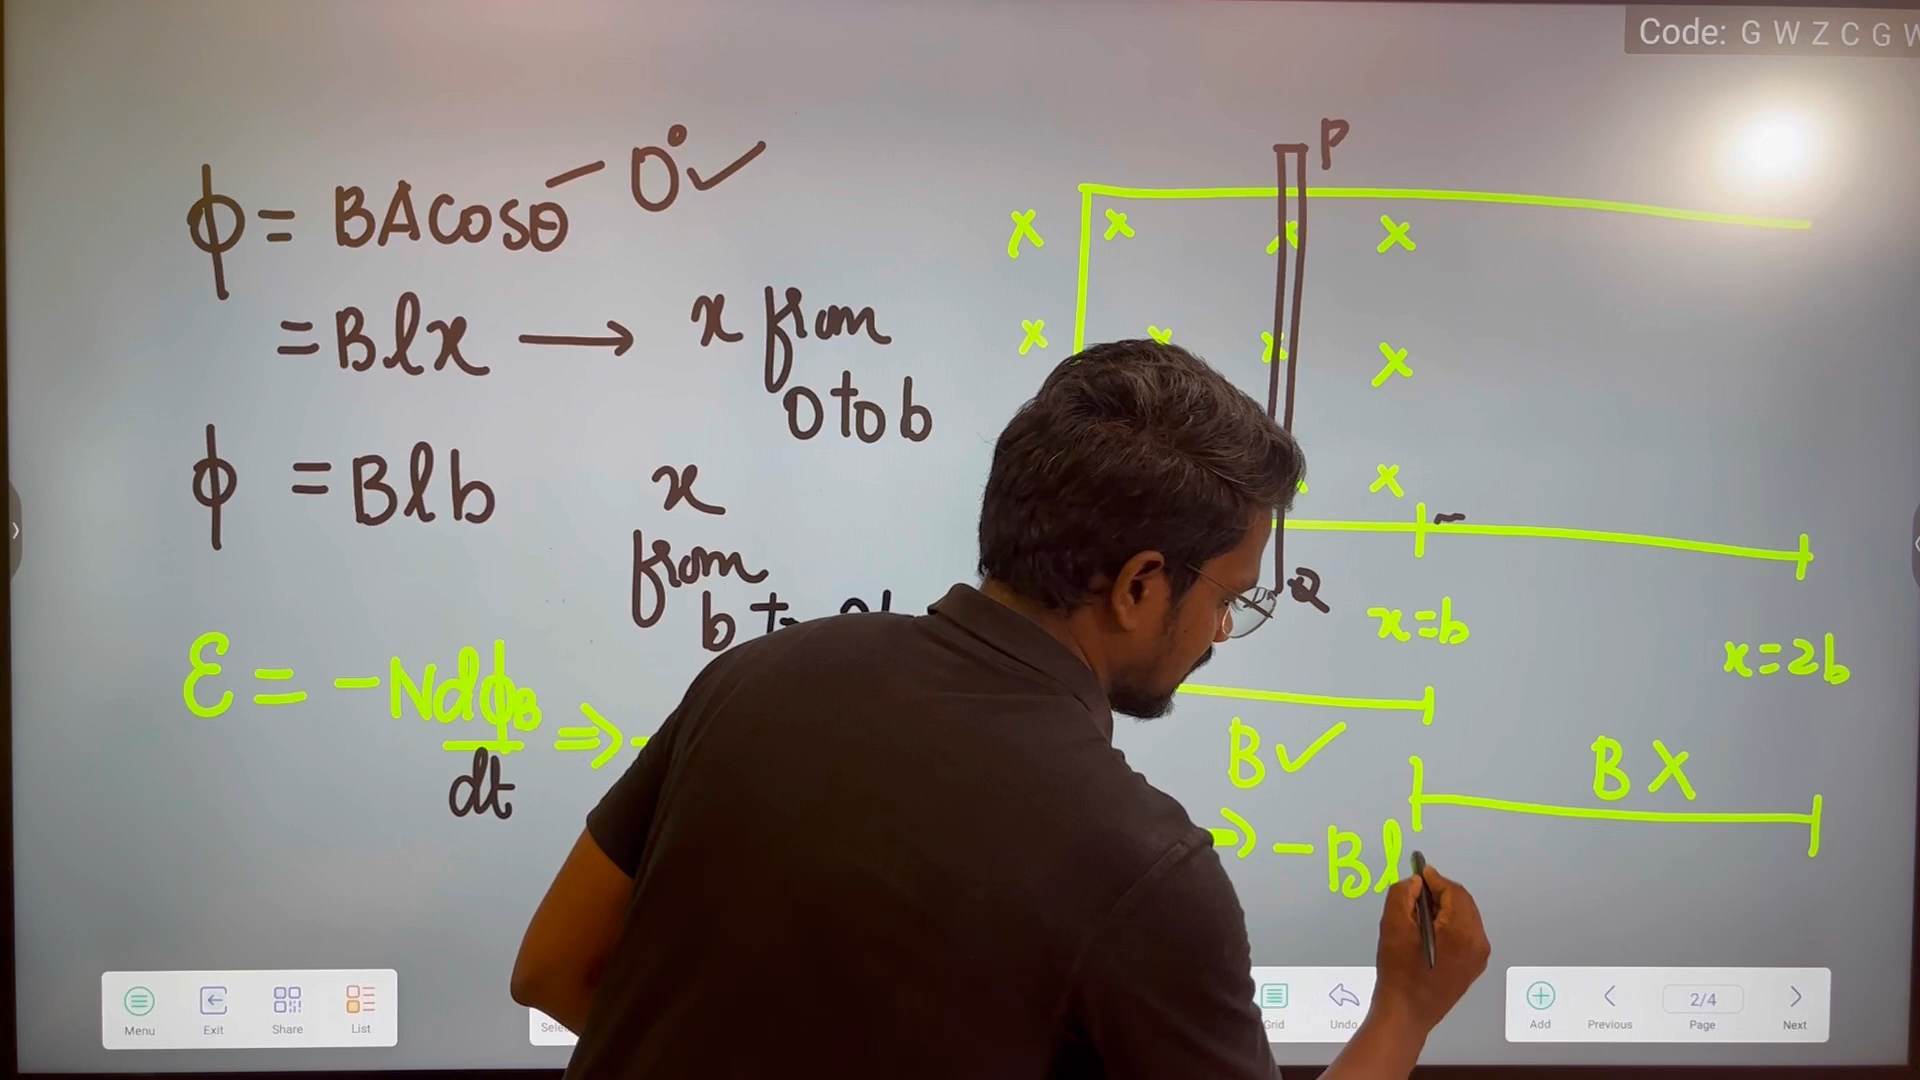 Code: G W Z C G W
ϕ = BAcosθ – 0° ✓
= Blx → x from
0 to b
ϕ = Blb x
from
b
ε = -NdϕB ⇒ -
dt
P
x x x x
x x x x
x x
Q
x=b
x=2b
B ✓
B X
⇒ -Bl
Menu
Exit
Share
List
Grid
Undo
Add
Previous
2/4
Page
Next